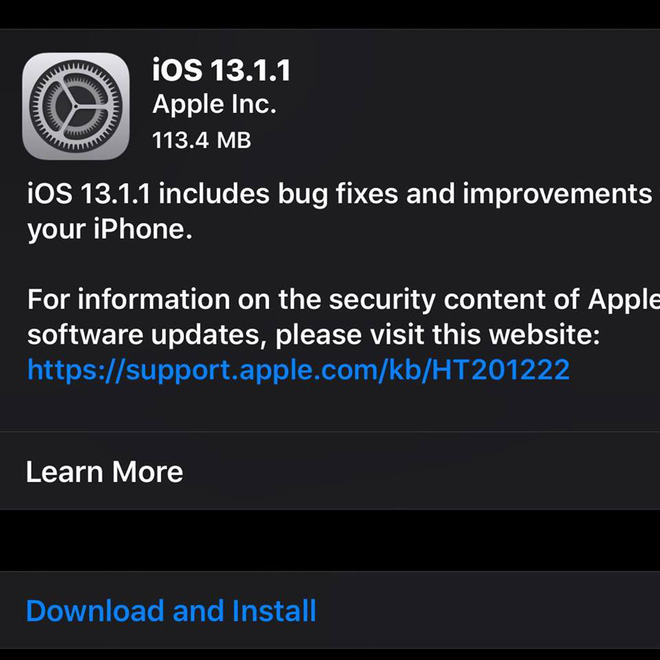 iOS 13.1.1
Apple Inc.
113.4 MB
iOS 13.1.1 includes bug fixes and improvements
your iPhone.
For information on the security content of Apple
software updates, please visit this website:
https://support.apple.com/kb/HT201222
Learn More
Download and Install